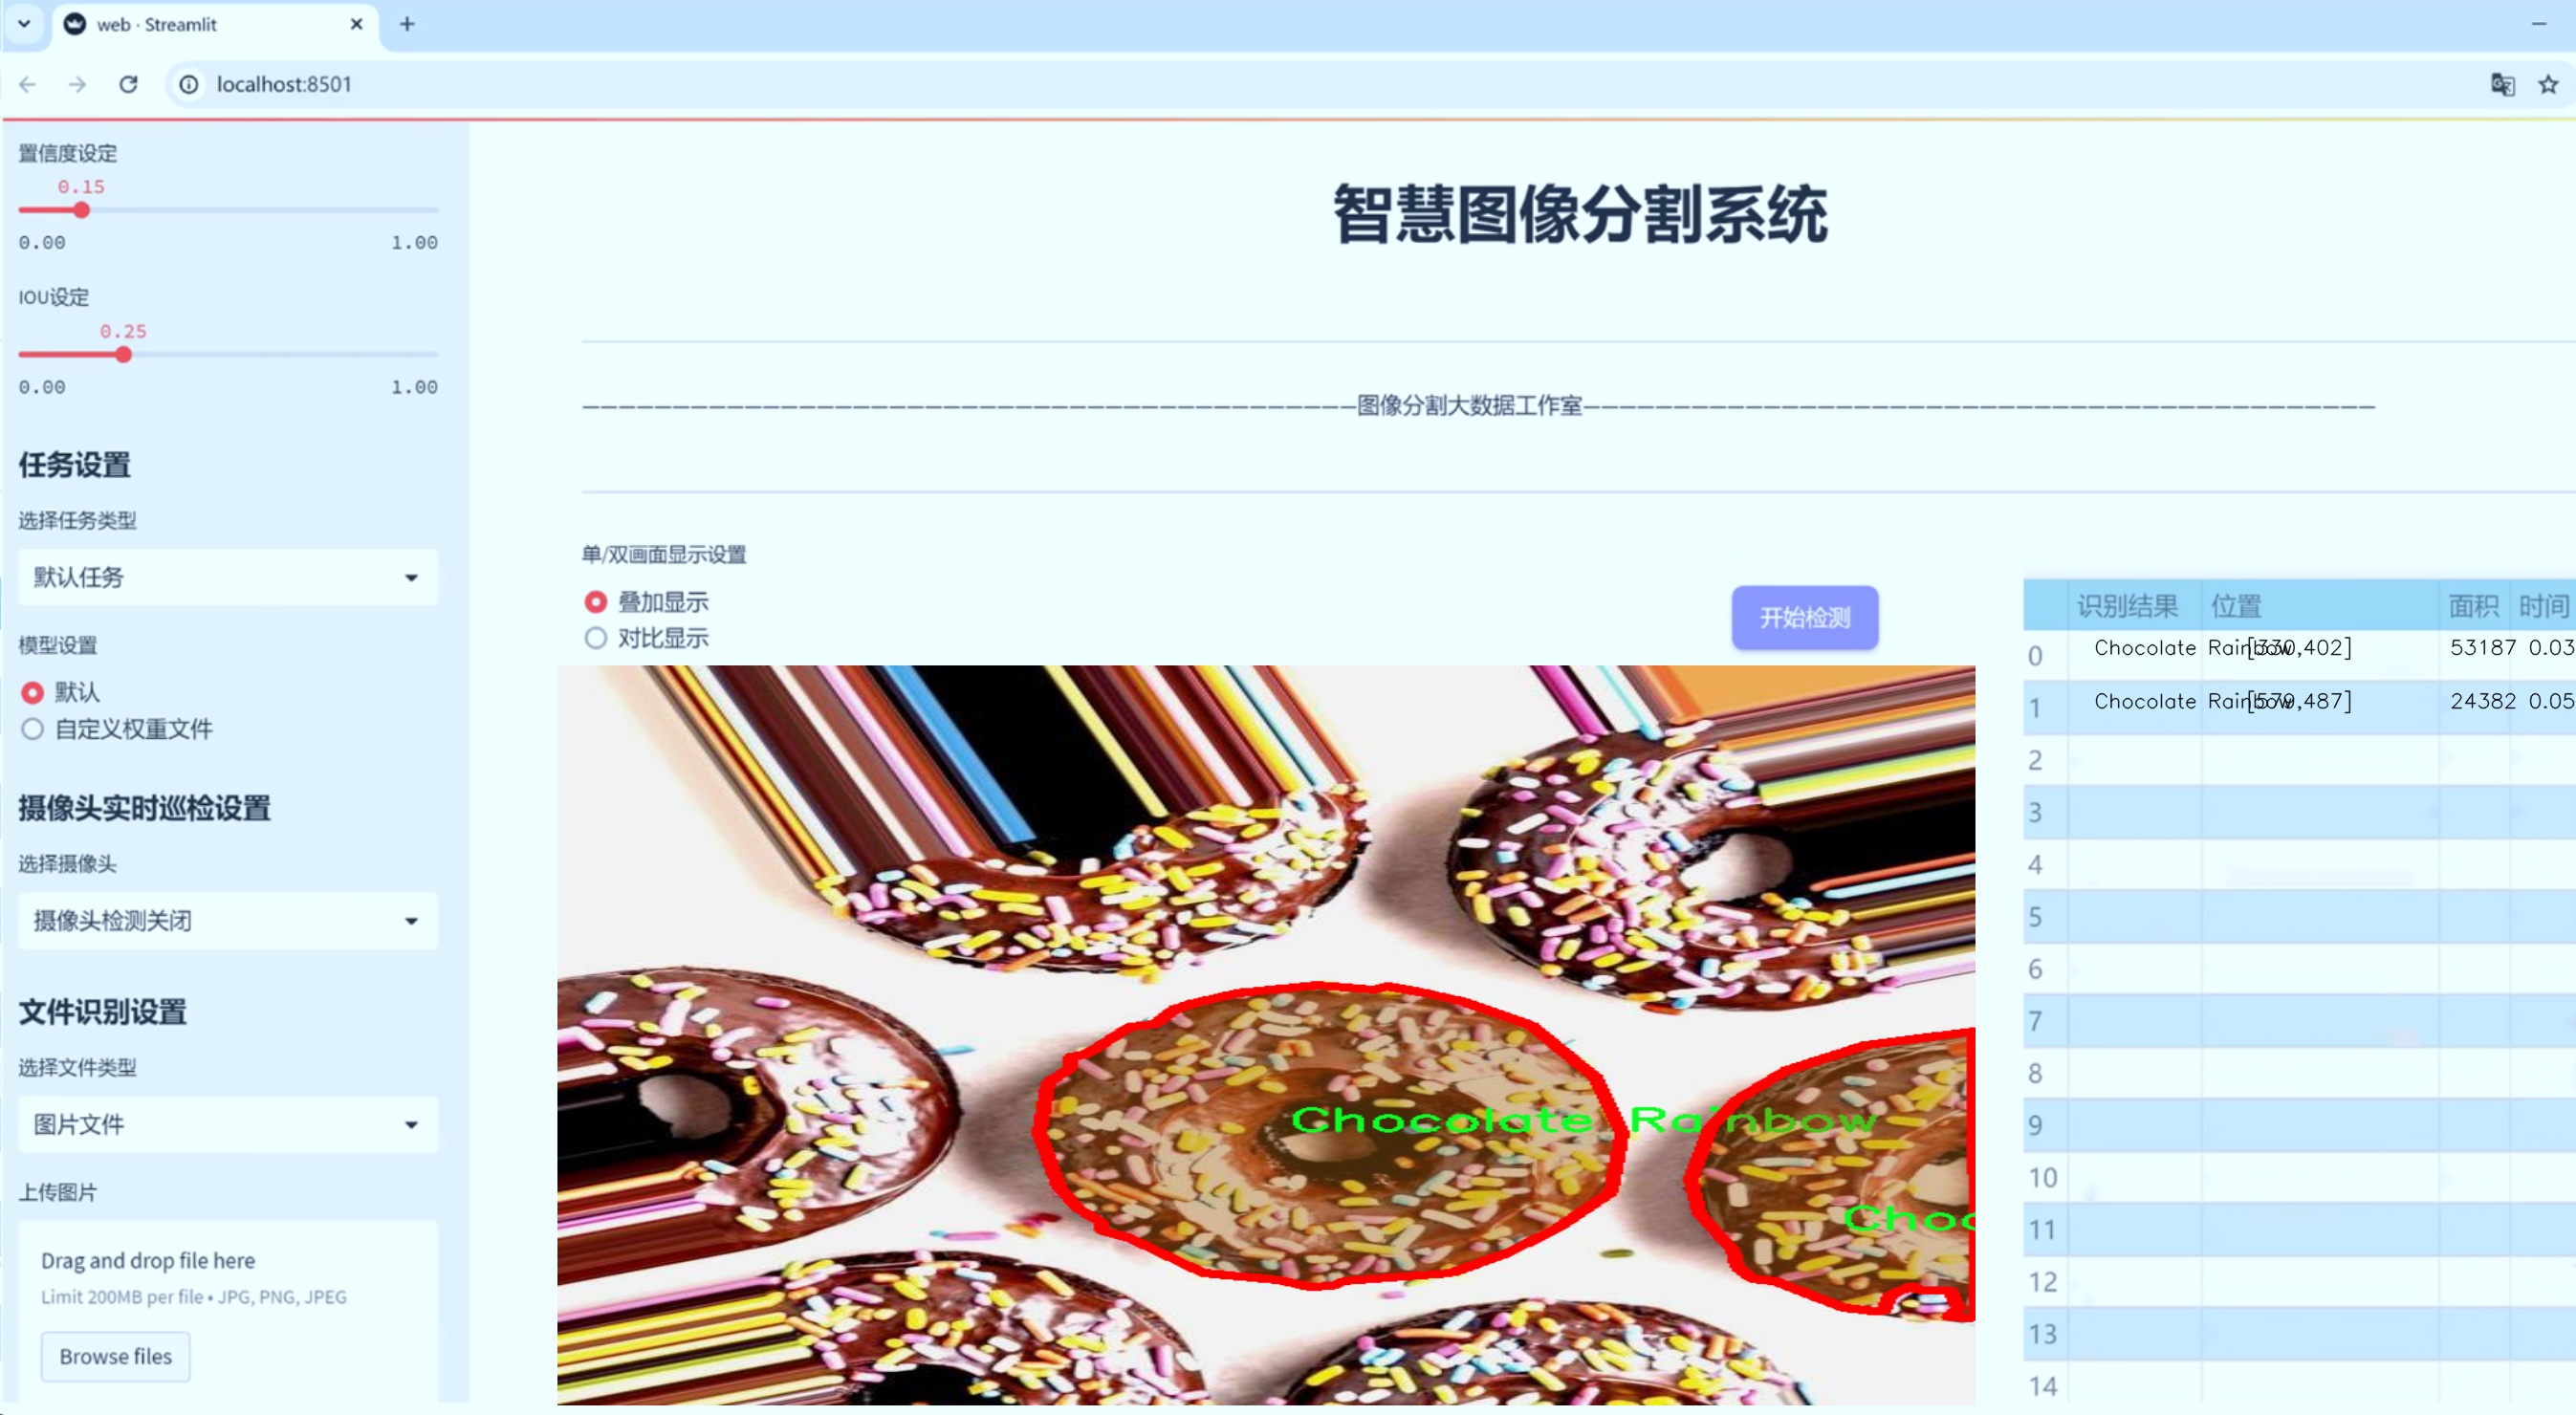 web · Streamlit
localhost:8501
置信度设定
0.15
0.00 1.00
IOU设定
0.25
0.00 1.00
任务设置
选择任务类型
默认任务
模型设置
默认
自定义权重文件
摄像头实时巡检设置
选择摄像头
摄像头检测关闭
文件识别设置
选择文件类型
图片文件
上传图片
Drag and drop file here
Limit 200MB per file • JPG, PNG, JPEG
Browse files
智慧图像分割系统
图像分割大数据工作室
单/双画面显示设置
叠加显示
对比显示
开始检测
Chocolate Rainbow
Choc
识别结果 位置 面积 时间
0 Chocolate Rainbow [330,402] 53187 0.03
1 Chocolate Rainbow [579,487] 24382 0.05
2
3
4
5
6
7
8
9
10
11
12
13
14